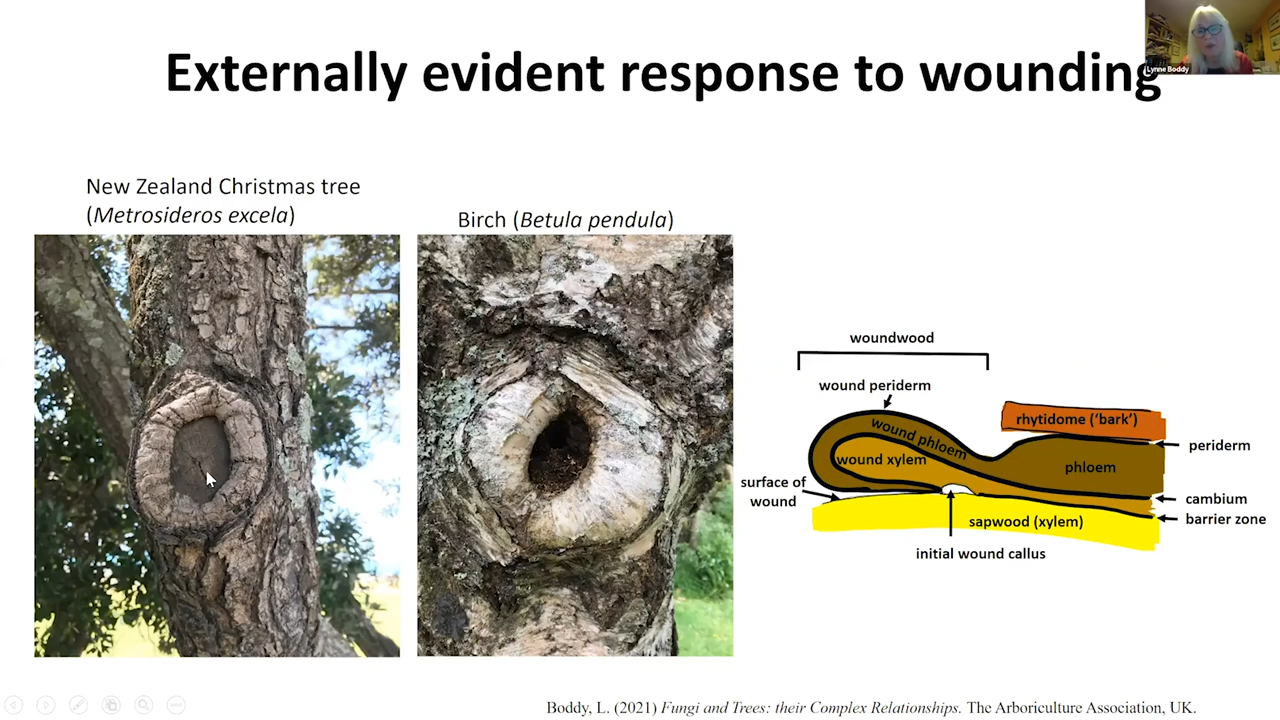 Externally evident response to wounding
Lynne Boddy
New Zealand Christmas tree
(Metrosideros excela)
Birch (Betula pendula)
woundwood
wound periderm
rhytidome (‘bark’)
wound phloem
periderm
wound xylem
phloem
surface of
wound
cambium
sapwood (xylem)
barrier zone
initial wound callus
Boddy, L. (2021) Fungi and Trees: their Complex Relationships. The Arboriculture Association, UK.